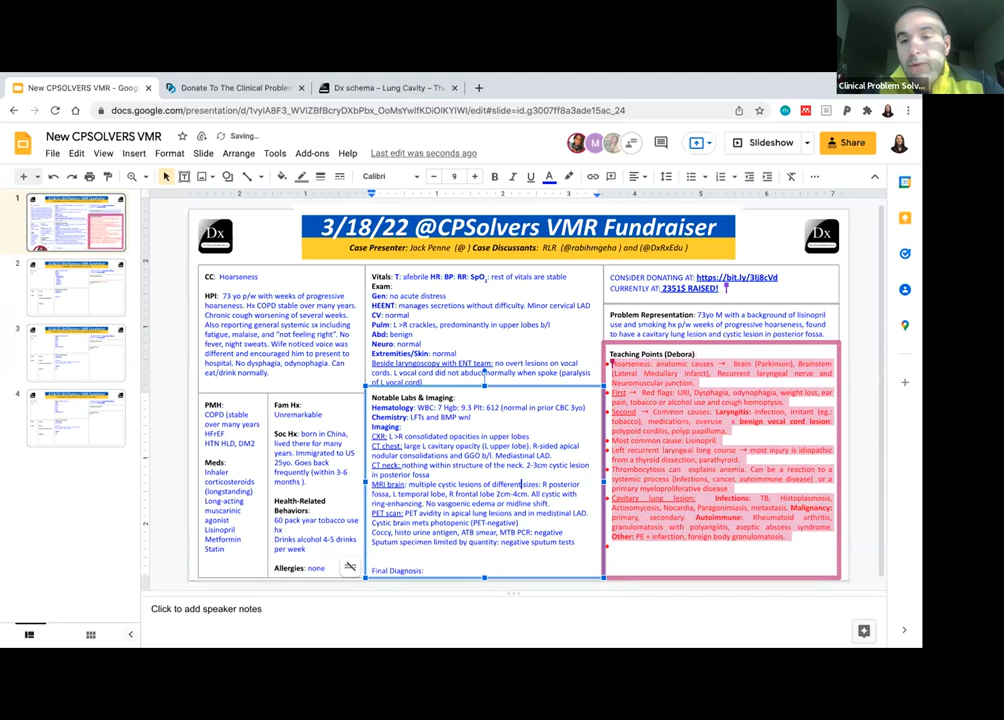 Clinical Problem Solv...
New CPSOLVERS VMR - Goog
Donate To The Clinical Problem
Dx schema – Lung Cavity – The
docs.google.com/presentation/d/
New CPSOLVERS VMR
Saving...
File Edit View Insert Format Slide Arrange Tools Add-ons Help Last edit was seconds ago
Slideshow
Share
Calibri
9
1
2
3
4
3/18/22 @CPSolvers VMR Fundraiser
Case Presenter: Jack Penne (@ ) Case Discussants: RLR (@rabihmgeha ) and (@DxRxEdu )
Dx
Dx
CC: Hoarseness
HPI: 73 yo p/w with weeks of progressive
hoarseness. Hx COPD stable over many years.
Chronic cough worsening of several weeks.
Also reporting general systemic sx including
fatigue, malaise, and "not feeling right". No
fever, night sweats. Wife noticed voice was
different and encouraged him to present to
hospital. No dysphagia, odynophagia. Can
eat/drink normally.
PMH:
COPD (stable
over many years
HFrEF
HTN HLD, DM2
Meds:
Inhaler
corticosteroids
(longstanding)
Long-acting
muscarinic
agonist
Lisinopril
Metformin
Statin
Fam Hx:
Unremarkable
Soc Hx: born in China,
lived there for many
years. Immigrated to US
25yo. Goes back
frequently (within 3-6
months ).
Health-Related
Behaviors:
60 pack year tobacco use
hx
Drinks alcohol 4-5 drinks
per week
Allergies: none
Vitals: T: afebrile HR: BP: RR: SpO2: rest of vitals are stable
Exam:
Gen: no acute distress
HEENT: manages secretions without difficulty. Minor cervical LAD
CV: normal
Pulm: L >R crackles, predominantly in upper lobes b/l
Abd: benign
Neuro: normal
Extremities/Skin: normal
Beside laryngoscopy with ENT team: no overt lesions on vocal
cords. L vocal cord did not abduct normally when spoke (paralysis
of L vocal cord)
Notable Labs & Imaging:
Hematology: WBC: 7 Hgb: 9.3 Plt: 612 (normal in prior CBC 3yo)
Chemistry: LFTs and BMP wnl
Imaging:
CXR: L >R consolidated opacities in upper lobes
CT chest: large L cavitary opacity (L upper lobe). R-sided apical
nodular consolidations and GGO b/l. Mediastinal LAD.
CT neck: nothing within structure of the neck. 2-3cm cystic lesion
in posterior fossa
MRI brain: multiple cystic lesions of different sizes: R posterior
fossa, L temporal lobe, R frontal lobe 2cm-4cm. All cystic with
ring-enhancing. No vasogenic edema or midline shift.
PET scan: PET avidity in apical lung lesions and in medistinal LAD.
Cystic brain mets photopenic (PET-negative)
Coccy, histo urine antigen, ATB smear, MTB PCR: negative
Sputum specimen limited by quantity: negative sputum tests
Final Diagnosis:
CONSIDER DONATING AT: https://bit.ly/3Ij8cVd
CURRENTLY AT: 2351$ RAISED!
Problem Representation: 73yo M with a background of lisinopril
use and smoking hx p/w weeks of progressive hoarseness, found
to have a cavitary lung lesion and cystic lesion in posterior fossa.
Teaching Points (Debora):
Hoarseness: anatomic causes → Brain (Parkinson), Brainstem
(Lateral Medullary infarct), Recurrent laryngeal nerve and
Neuromuscular junction.
First → Red flags: URI, Dysphagia, odynophagia, weight loss, ear
pain, tobacco or alcohol use and cough hemoptysis.
Second → Common causes: Laryngitis: Infection, irritant (eg.:
tobacco), medications, overuse x benign vocal cord lesion:
polypoid corditis, polyp papilloma.
Most common cause: Lisinopril.
Left recurrent laryngeal long course → most injury is idiopathic
from a thyroid dissection, parathyroid.
Thrombocytosis can explains anemia. Can be a reaction to a
systemic process (infections, cancer, autoimmune disease) or a
primary myeloproliferative disease
Cavitary lung lesion: Infections: TB, Histoplasmosis,
Actinomycosis, Nocardia, Paragonimiasis, metastasis. Malignancy:
primary, secondary. Autoimmune: Rheumatoid arthritis,
granulomatosis with polyangiitis, aseptic abscess syndrome.
Other: PE + infarction, foreign body granulomatosis.
Click to add speaker notes